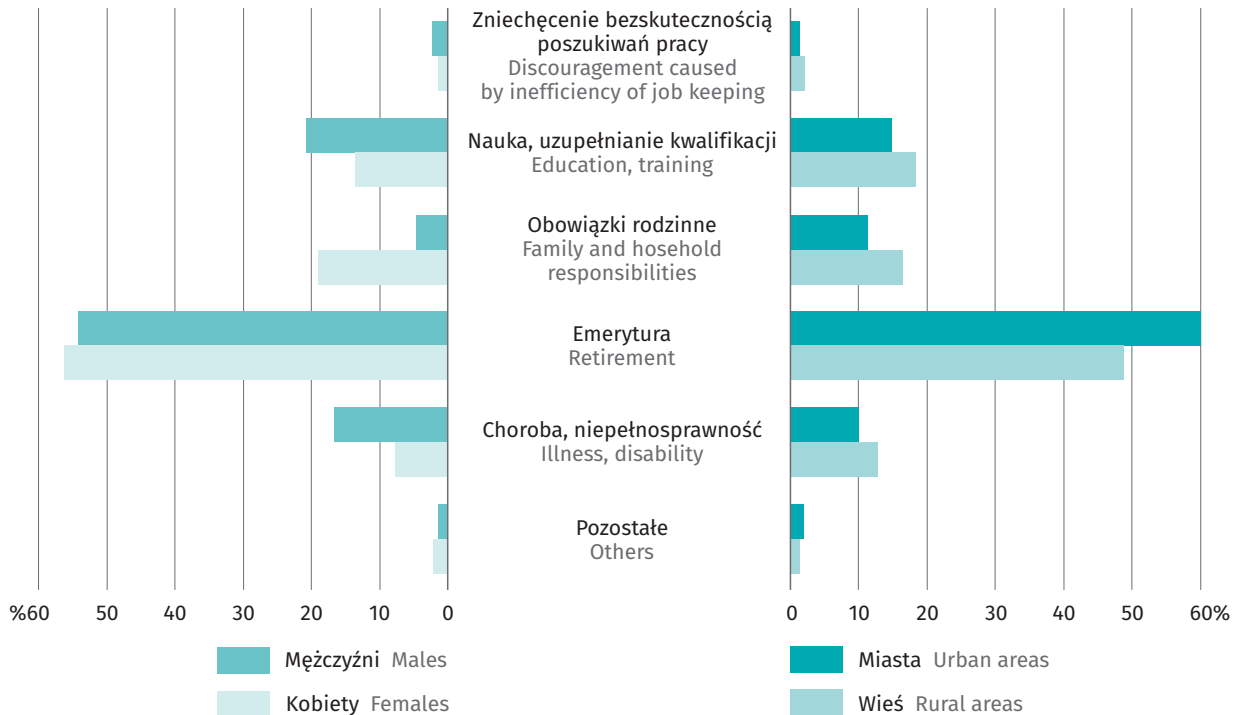 Zniechęcenie bezskutecznością
poszukiwań pracy
Discouragement caused
by inefficiency of job keeping
Nauka, uzupełnianie kwalifikacji
Education, training
Obowiązki rodzinne
Family and hosehold
responsibilities
Emerytura
Retirement
Choroba, niepełnosprawność
Illness, disability
Pozostałe
Others
%60 50 40 30 20 10 0
0 10 20 30 40 50 60%
Mężczyźni Males
Kobiety Females
Miasta Urban areas
Wieś Rural areas